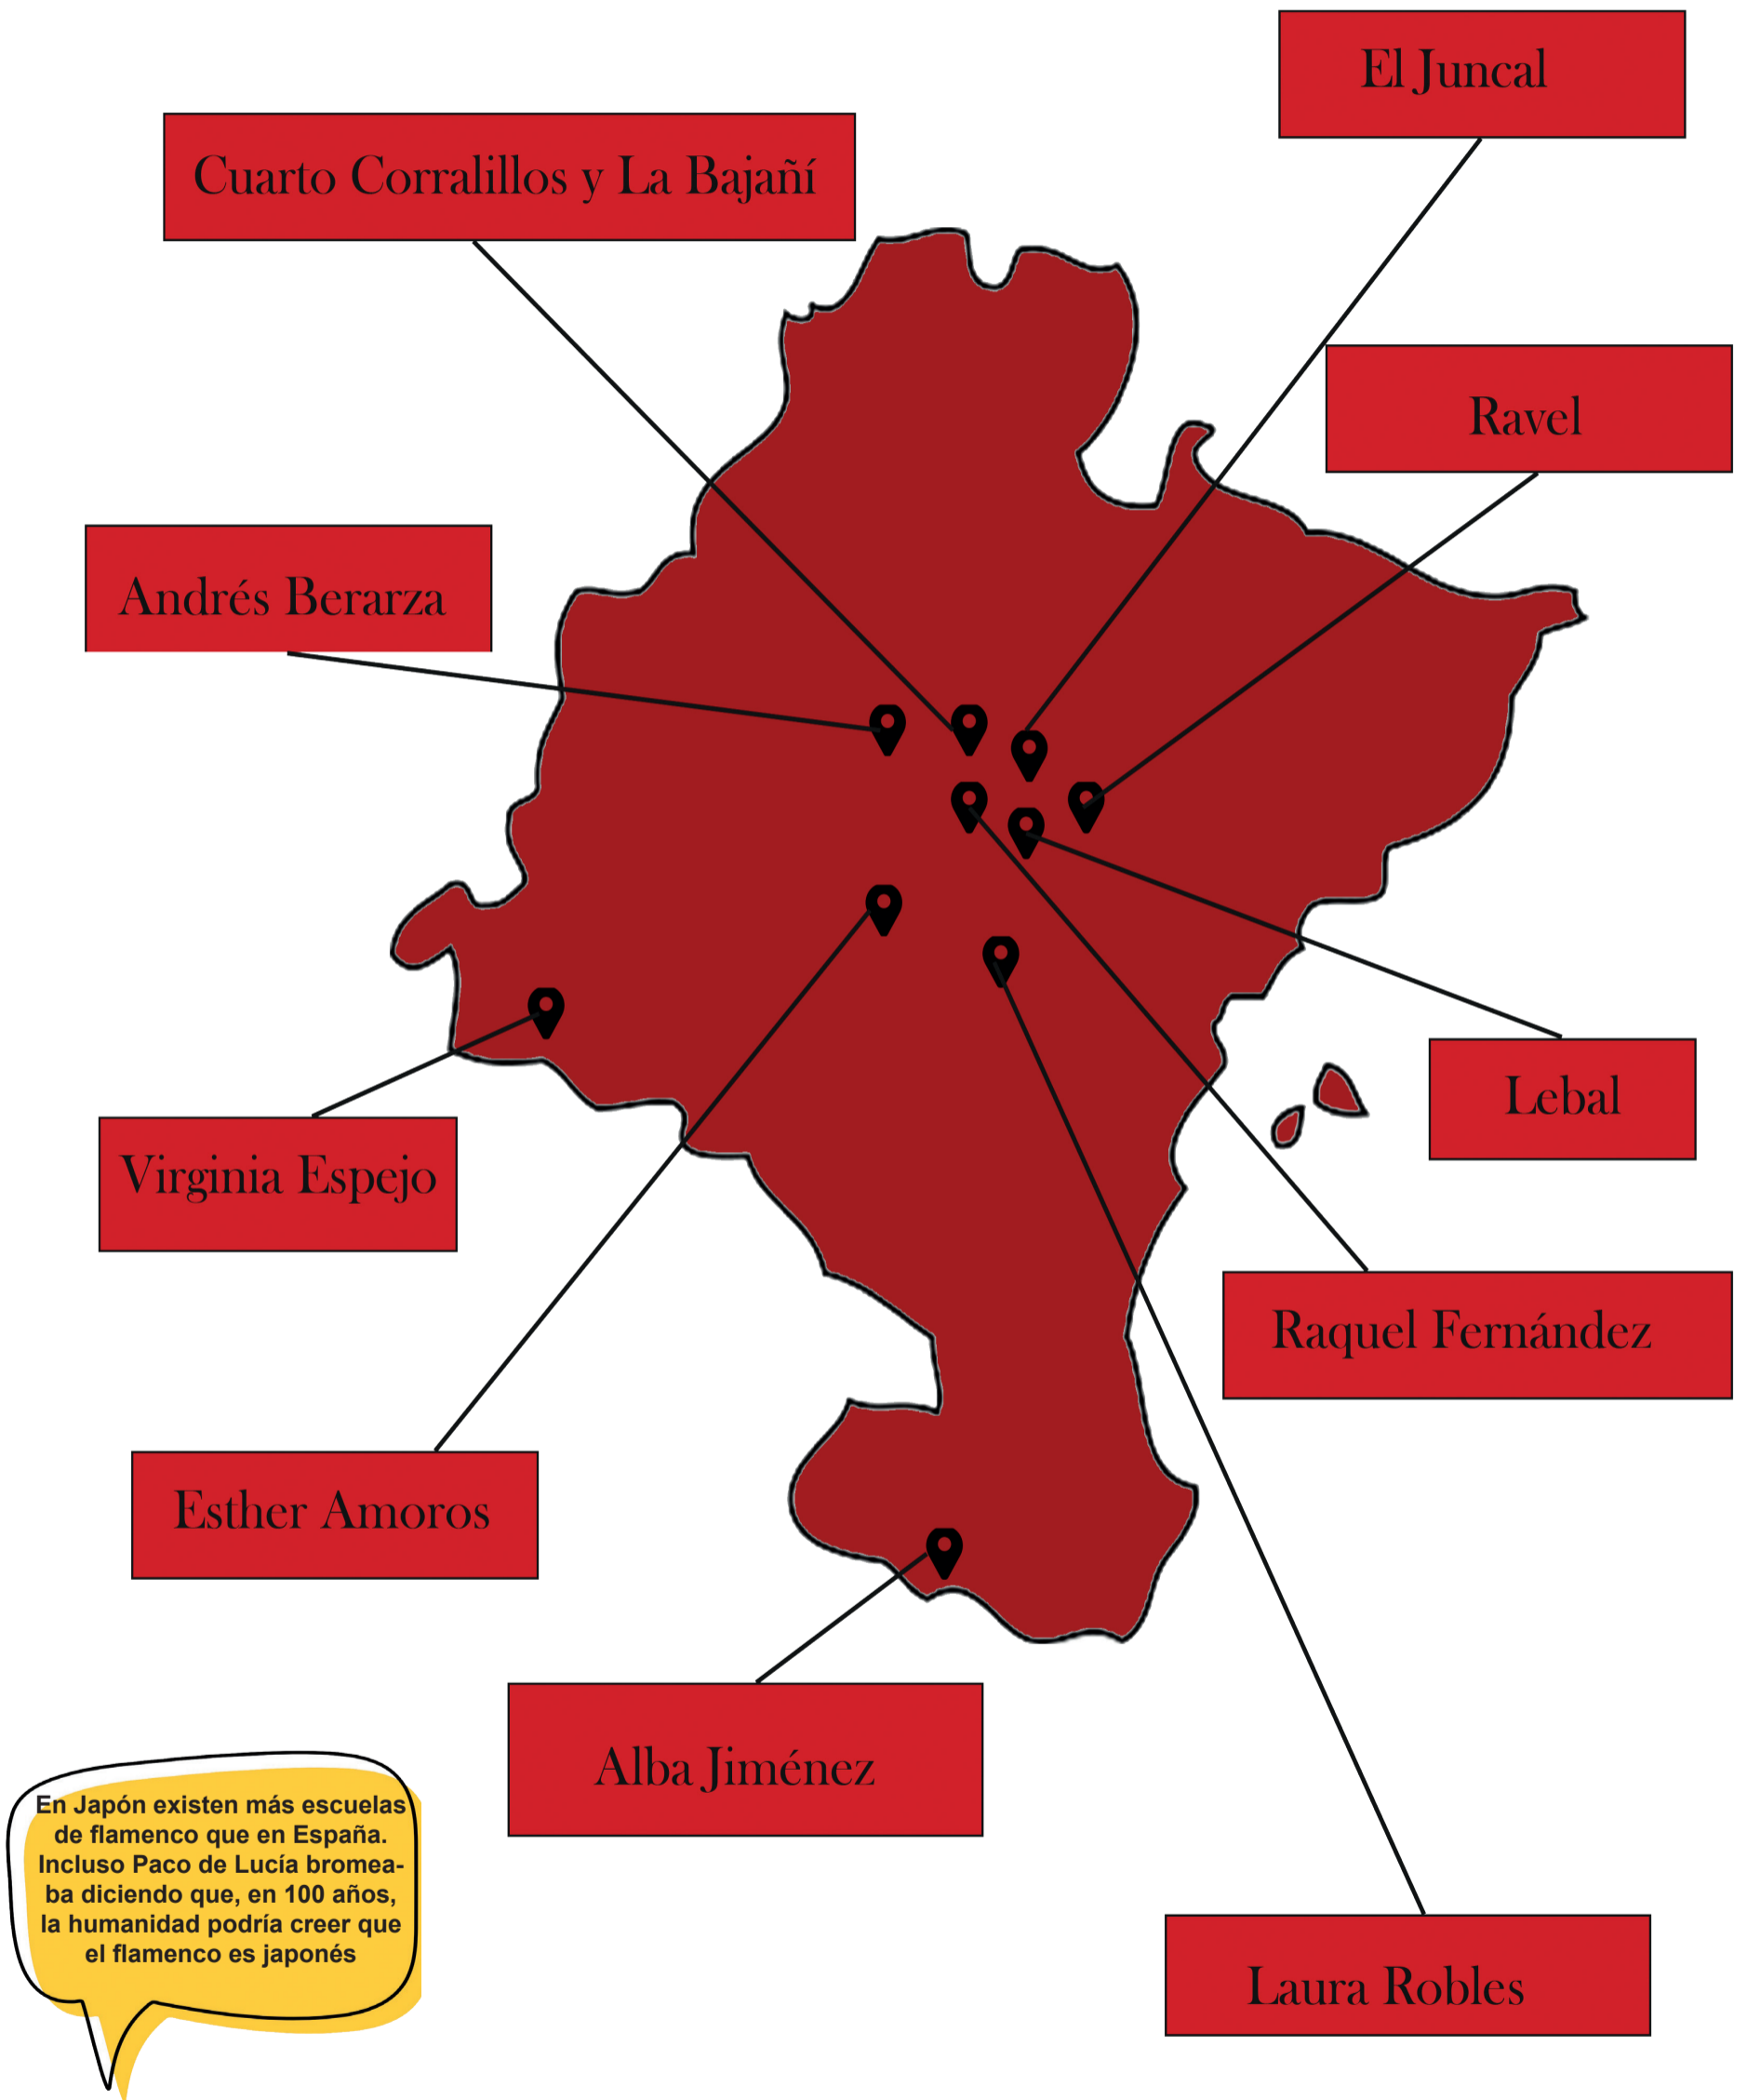 El Juncal
Cuarto Corralillos y La Bajañí
Ravel
Andrés Berarza
Lebal
Virginia Espejo
Raquel Fernández
Esther Amoros
Alba Jiménez
En Japón existen más escuelas
de flamenco que en España.
Incluso Paco de Lucía bromea-
ba diciendo que, en 100 años,
la humanidad podría creer que
el flamenco es japonés
Laura Robles